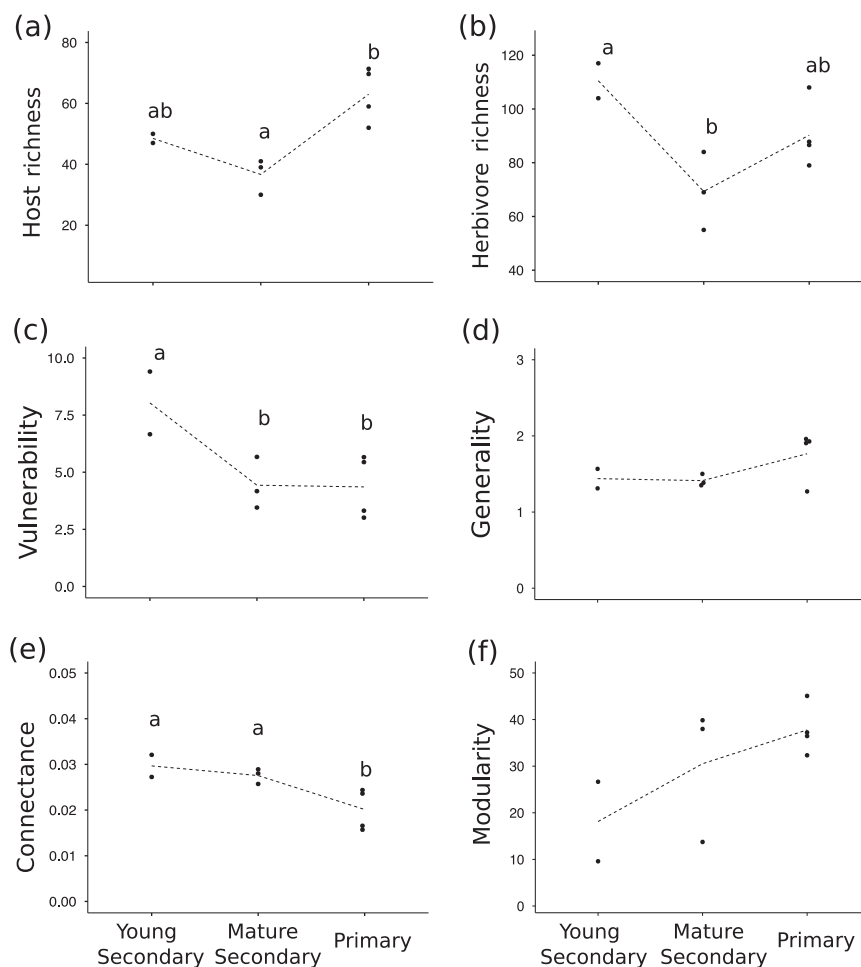 (a)
Host richness
80
60
40
20
ab
a
b
(b)
Herbivore richness
120
100
80
60
40
a
b
ab
(c)
Vulnerability
10.0
7.5
5.0
2.5
0.0
a
b
b
(d)
Generality
3
2
1
0
(e)
Connectance
0.05
0.04
0.03
0.02
0.01
0.00
a
a
b
Young
Secondary
Mature
Secondary
Primary
(f)
Modularity
50
40
30
20
10
0
Young
Secondary
Mature
Secondary
Primary